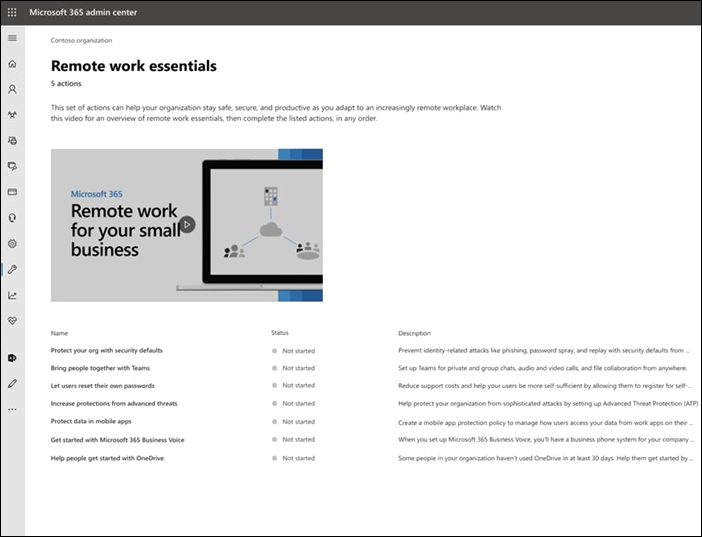 Microsoft 365 admin center
Contoso organization
Remote work essentials
5 actions
This set of actions can help your organization stay safe, secure, and productive as you adapt to an increasingly remote workplace. Watch
this video for an overview of remote work essentials, then complete the listed actions, in any order.
Microsoft 365
Remote work
for your small
business
Name Status Description
Protect your org with security defaults Not started Prevent identity-related attacks like phishing, password spray, and replay with security defaults from ...
Bring people together with Teams Not started Set up Teams for private and group chats, audio and video calls, and file collaboration from anywhere.
Let users reset their own passwords Not started Reduce support costs and help your users be more self-sufficient by allowing them to register for self-...
Increase protections from advanced threats Not started Help protect your organization from sophisticated attacks by setting up Advanced Threat Protection (ATP)
Protect data in mobile apps Not started Create a mobile app protection policy to manage how users access your data from work apps on their ...
Get started with Microsoft 365 Business Voice Not started When you set up Microsoft 365 Business Voice, you'll have a business phone system for your company ...
Help people get started with OneDrive Not started Some people in your organization haven't used OneDrive in at least 30 days. Help them get started by ...